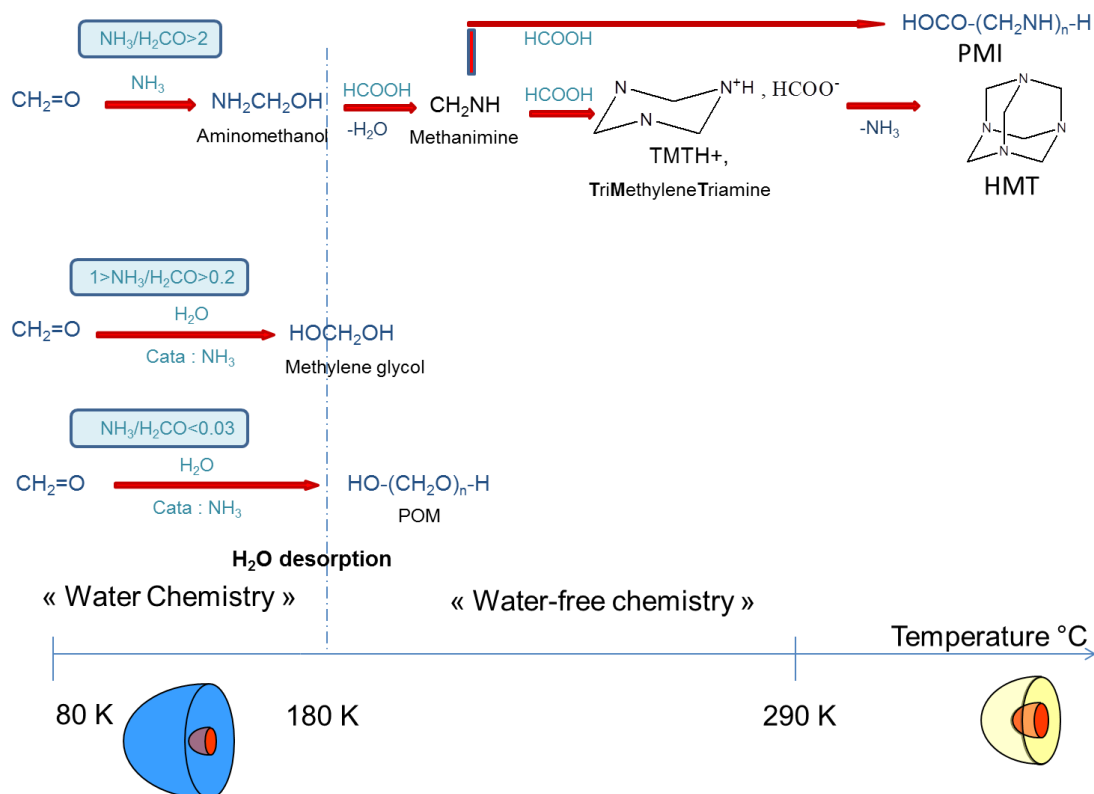 NH₃/H₂CO>2
HCOOH
HOCO-(CH₂NH)ₙ-H
PMI
CH₂=O
NH₃
NH₂CH₂OH
Aminomethanol
HCOOH
-H₂O
CH₂NH
Methanimine
HCOOH
N
N⁺H , HCOO⁻
N
TMTH+,
TriMethyleneTriamine
-NH₃
N
N
N
N
HMT
1>NH₃/H₂CO>0.2
CH₂=O
H₂O
Cata : NH₃
HOCH₂OH
Methylene glycol
NH₃/H₂CO<0.03
CH₂=O
H₂O
Cata : NH₃
HO-(CH₂O)ₙ-H
POM
H₂O desorption
« Water Chemistry »
« Water-free chemistry »
Temperature °C
80 K
180 K
290 K